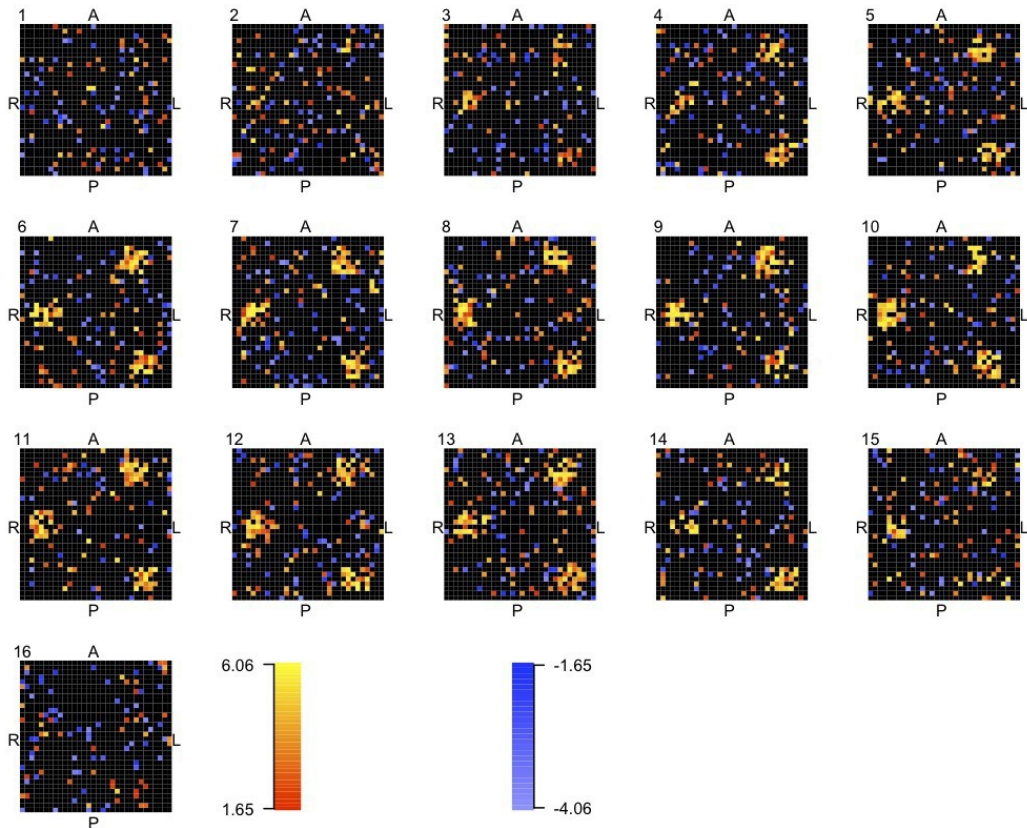 1 A 2 A 3 A 4 A 5 A
R L R L R L R L R L
P P P P P
6 A 7 A 8 A 9 A 10 A
R L R L R L R L R L
P P P P P
11 A 12 A 13 A 14 A 15 A
R L R L R L R L R L
P P P P P
16 A
6.06 -1.65
R L
1.65 -4.06
P